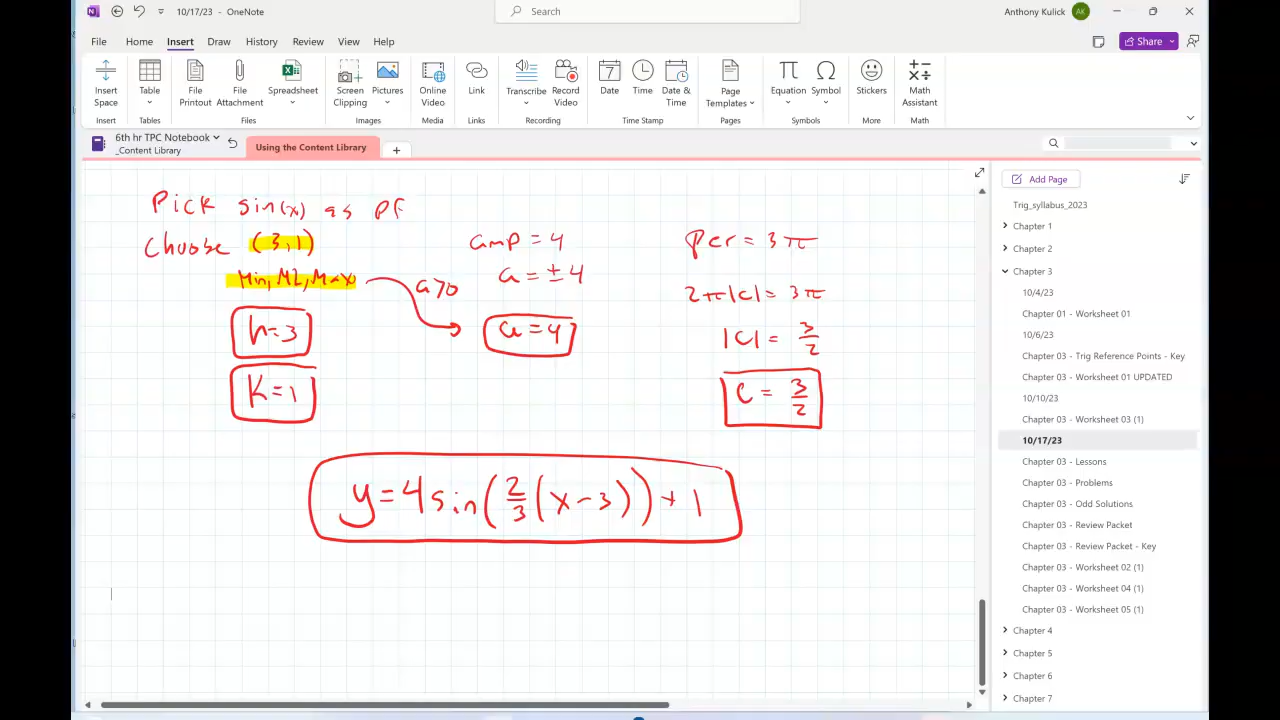 10/17/23 - OneNote
Search
Anthony Kulick
AK
File Home Insert Draw History Review View Help
Share
Insert Space
Table
File Printout
File Attachment
Spreadsheet
Screen Clipping
Pictures
Online Video
Link
Transcribe
Record Video
Date
Time
Date & Time
Page Templates
Equation
Symbol
Stickers
Math Assistant
Insert Tables Files Images Media Links Recording Time Stamp Pages Symbols More Math
6th hr TPC Notebook
_Content Library
Using the Content Library
Pick sin(x) as PF
Choose (3,1)
Min, ML, Max
h=3
K=1
a>0
amp = 4
a = ±4
a = 4
per = 3π
2π|c| = 3π
|c| = 3/2
c = 3/2
y = 4 sin(2/3(x-3)) + 1
Add Page
Trig_syllabus_2023
Chapter 1
Chapter 2
Chapter 3
10/4/23
Chapter 01 - Worksheet 01
10/6/23
Chapter 03 - Trig Reference Points - Key
Chapter 03 - Worksheet 01 UPDATED
10/10/23
Chapter 03 - Worksheet 03 (1)
10/17/23
Chapter 03 - Lessons
Chapter 03 - Problems
Chapter 03 - Odd Solutions
Chapter 03 - Review Packet
Chapter 03 - Review Packet - Key
Chapter 03 - Worksheet 02 (1)
Chapter 03 - Worksheet 04 (1)
Chapter 03 - Worksheet 05 (1)
Chapter 4
Chapter 5
Chapter 6
Chapter 7